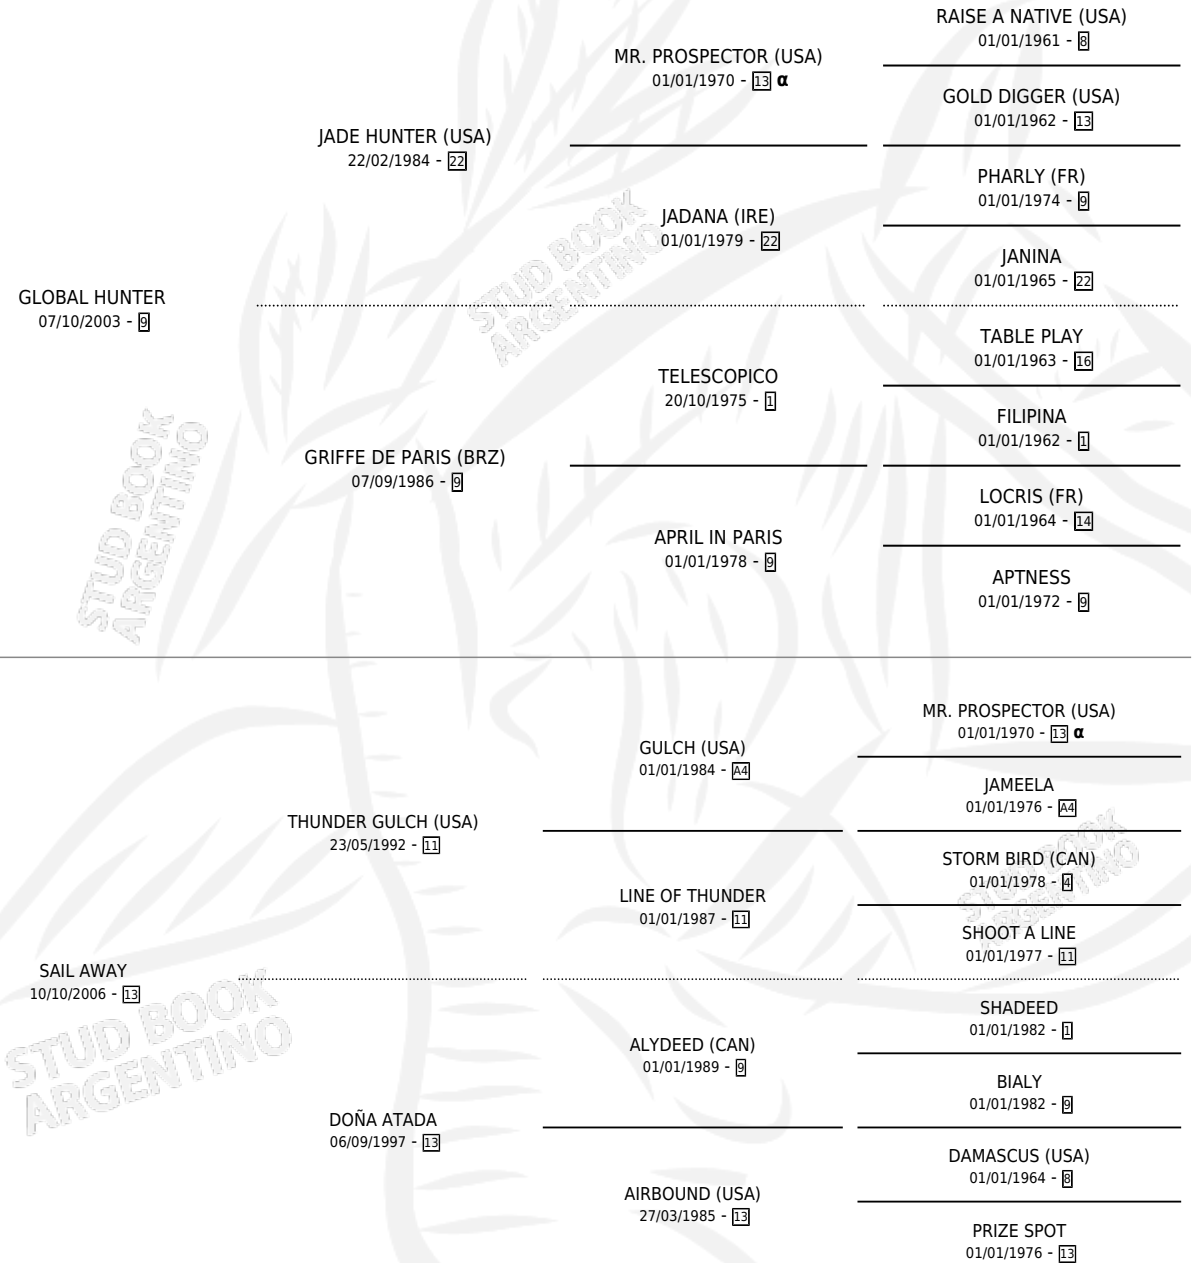 RAISE A NATIVE (USA)
01/01/1961 - 8
MR. PROSPECTOR (USA)
01/01/1970 - 13 α
GOLD DIGGER (USA)
01/01/1962 - 13
JADE HUNTER (USA)
22/02/1984 - 22
PHARLY (FR)
01/01/1974 - 9
JADANA (IRE)
01/01/1979 - 22
JANINA
01/01/1965 - 22
GLOBAL HUNTER
07/10/2003 - 9
TABLE PLAY
01/01/1963 - 16
TELESCOPICO
20/10/1975 - 1
FILIPINA
01/01/1962 - 1
GRIFFE DE PARIS (BRZ)
07/09/1986 - 9
LOCRIS (FR)
01/01/1964 - 14
APRIL IN PARIS
01/01/1978 - 9
APTNESS
01/01/1972 - 9
STUD BOOK
ARGENTINO
STUD BOOK
ARGENTINO
MR. PROSPECTOR (USA)
01/01/1970 - 13 α
GULCH (USA)
01/01/1984 - A4
JAMEELA
01/01/1976 - A4
THUNDER GULCH (USA)
23/05/1992 - 11
STORM BIRD (CAN)
01/01/1978 - 4
LINE OF THUNDER
01/01/1987 - 11
SHOOT A LINE
01/01/1977 - 11
SAIL AWAY
10/10/2006 - 13
SHADEED
01/01/1982 - 1
ALYDEED (CAN)
01/01/1989 - 9
BIALY
01/01/1982 - 9
DOÑA ATADA
06/09/1997 - 13
DAMASCUS (USA)
01/01/1964 - 8
AIRBOUND (USA)
27/03/1985 - 13
PRIZE SPOT
01/01/1976 - 13
STUD BOOK
ARGENTINO
STUD BOOK
ARGENTINO